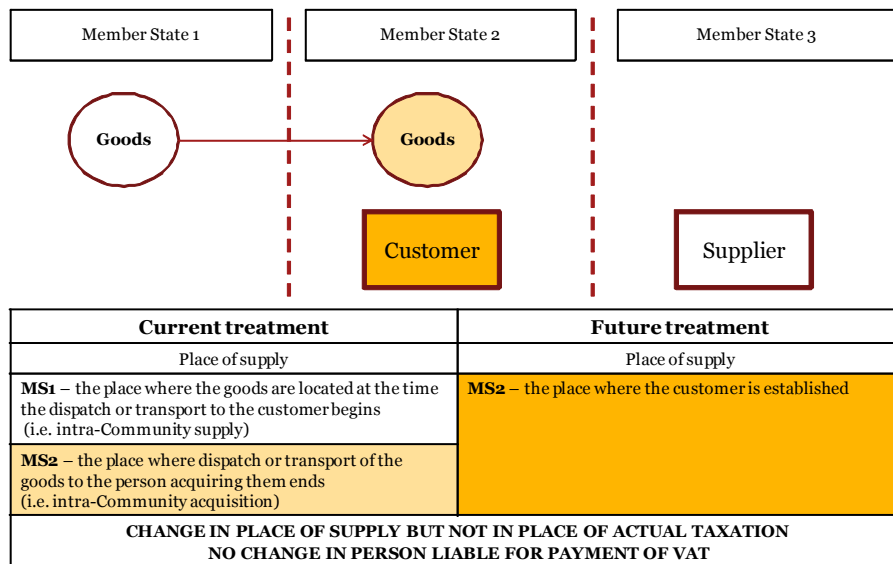 Member State 1
Member State 2
Member State 3
Goods
Goods
Customer
Supplier
Current treatment
Future treatment
Place of supply
Place of supply
MS1 – the place where the goods are located at the time
the dispatch or transport to the customer begins
(i.e. intra-Community supply)
MS2 – the place where the customer is established
MS2 – the place where dispatch or transport of the
goods to the person acquiring them ends
(i.e. intra-Community acquisition)
CHANGE IN PLACE OF SUPPLY BUT NOT IN PLACE OF ACTUAL TAXATION
NO CHANGE IN PERSON LIABLE FOR PAYMENT OF VAT